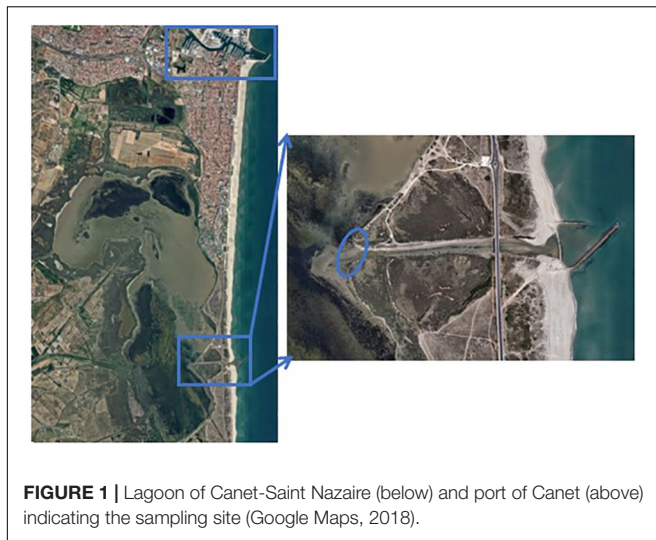 FIGURE 1 | Lagoon of Canet-Saint Nazaire (below) and port of Canet (above)
indicating the sampling site (Google Maps, 2018).